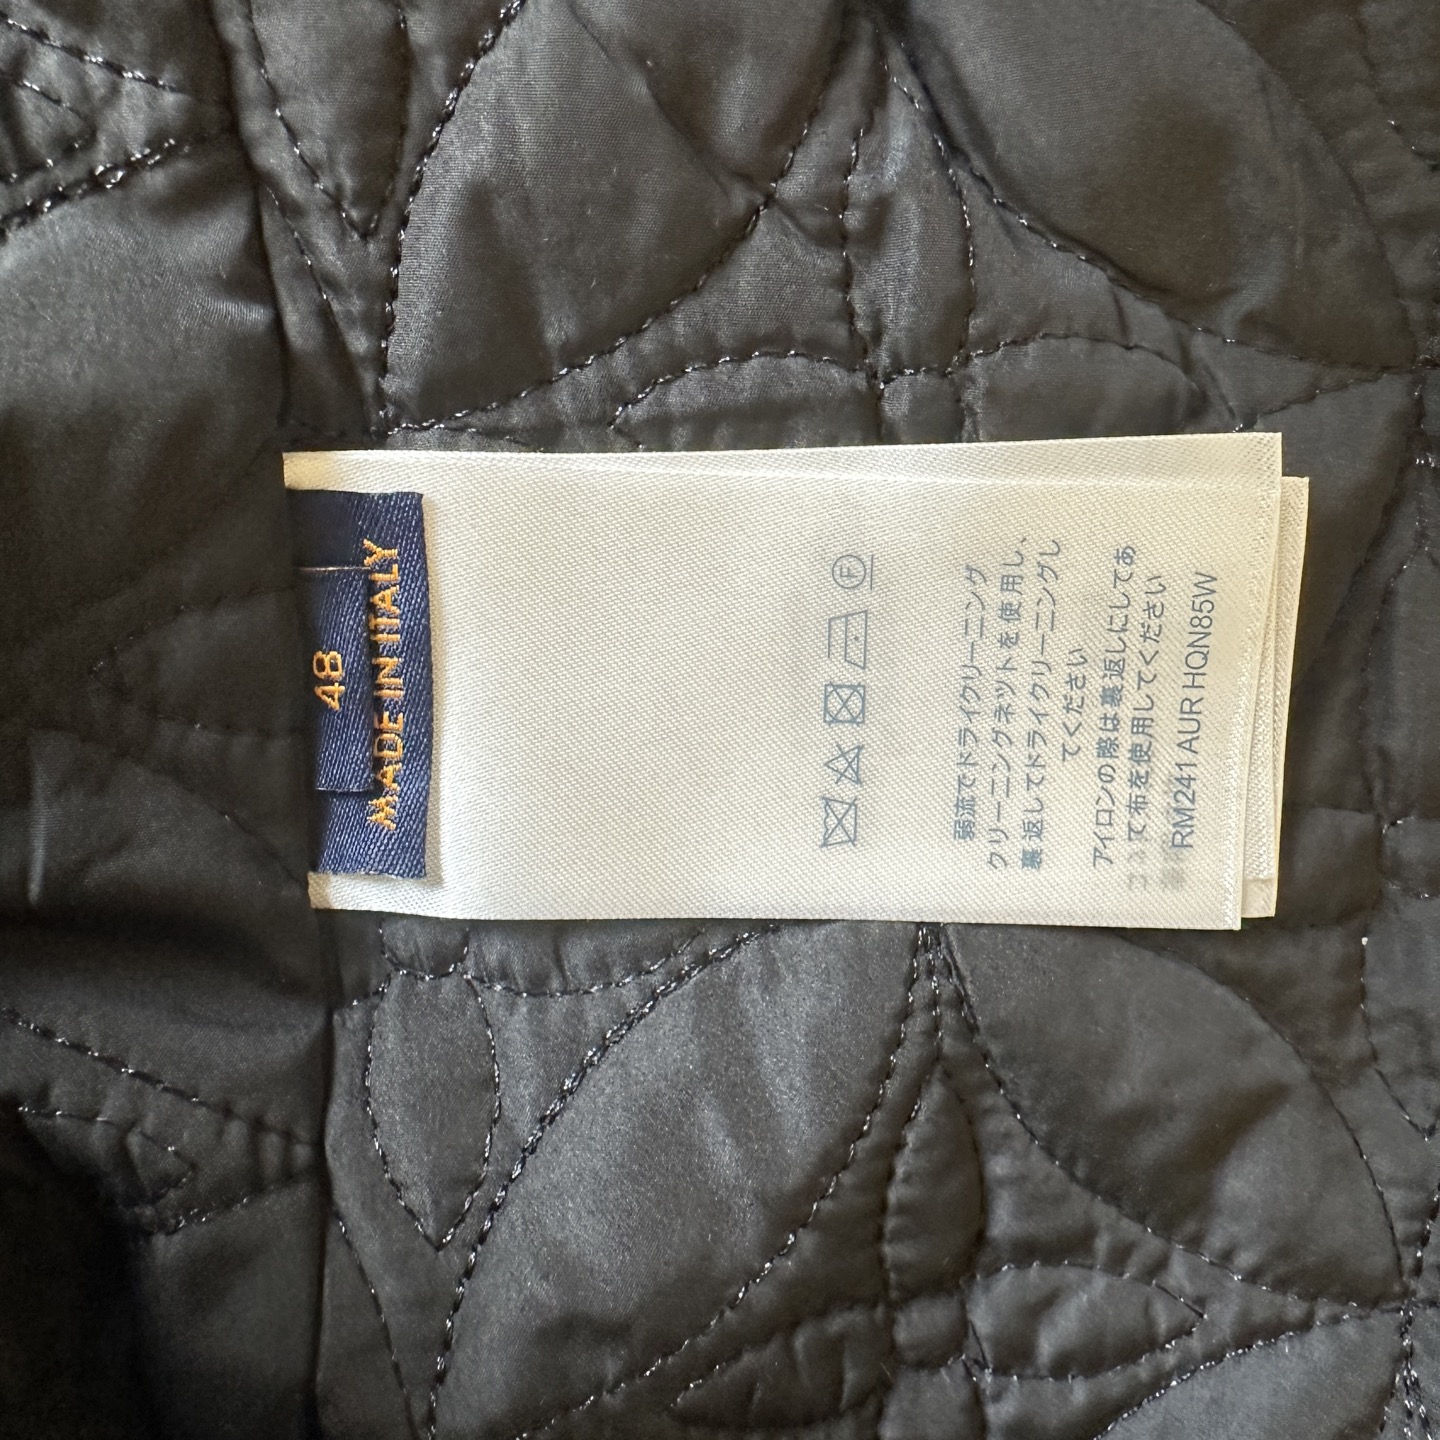 48
MADE IN ITALY
弱流でドライクリーニング
クリーニングネットを使用し、
裏返してドライクリーニングし
てください
アイロンの際は裏返しにしてあ
て布を使用してください
RM241 AUR HQN85W
F